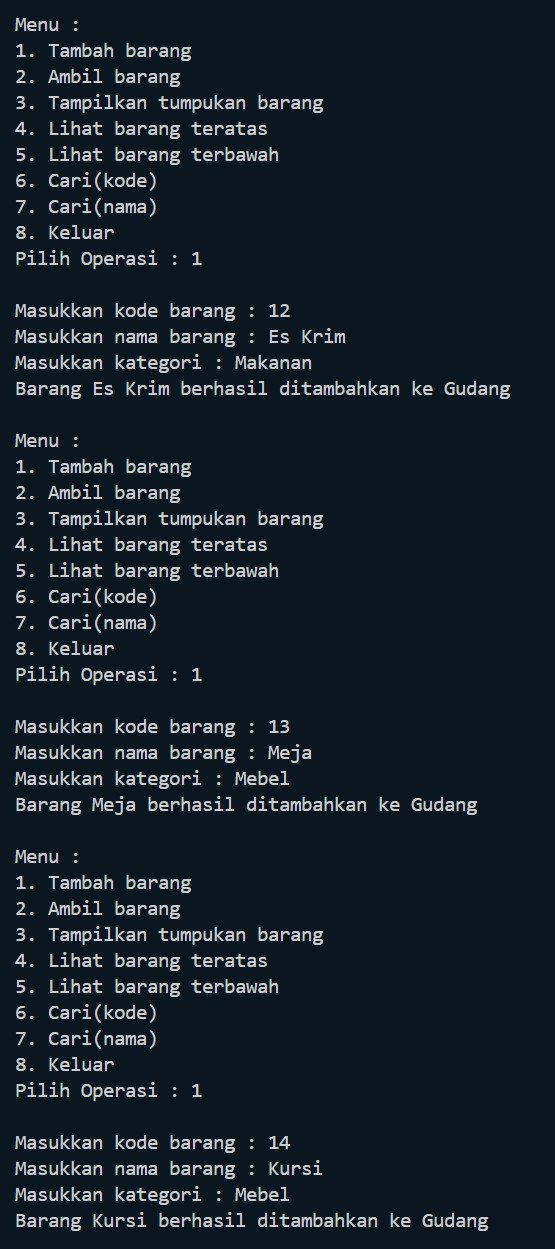 Menu :
1. Tambah barang
2. Ambil barang
3. Tampilkan tumpukan barang
4. Lihat barang teratas
5. Lihat barang terbawah
6. Cari(kode)
7. Cari(nama)
8. Keluar
Pilih Operasi : 1
Masukkan kode barang : 12
Masukkan nama barang : Es Krim
Masukkan kategori : Makanan
Barang Es Krim berhasil ditambahkan ke Gudang
Menu :
1. Tambah barang
2. Ambil barang
3. Tampilkan tumpukan barang
4. Lihat barang teratas
5. Lihat barang terbawah
6. Cari(kode)
7. Cari(nama)
8. Keluar
Pilih Operasi : 1
Masukkan kode barang : 13
Masukkan nama barang : Meja
Masukkan kategori : Mebel
Barang Meja berhasil ditambahkan ke Gudang
Menu :
1. Tambah barang
2. Ambil barang
3. Tampilkan tumpukan barang
4. Lihat barang teratas
5. Lihat barang terbawah
6. Cari(kode)
7. Cari(nama)
8. Keluar
Pilih Operasi : 1
Masukkan kode barang : 14
Masukkan nama barang : Kursi
Masukkan kategori : Mebel
Barang Kursi berhasil ditambahkan ke Gudang